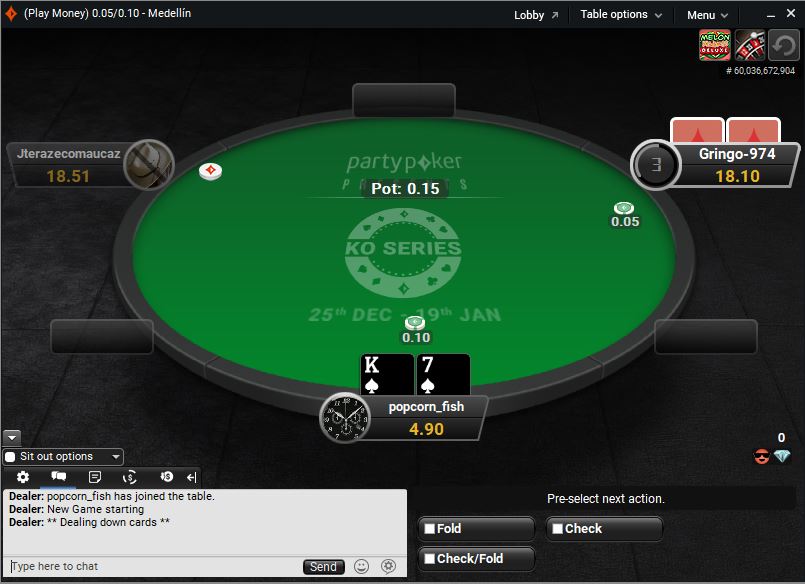 (Play Money) 0.05/0.10 - Medellín
Lobby
Table options
Menu
MELON
DELUXE
# 60,036,672,904
Jterazecomaucaz
18.51
3
Gringo-974
18.10
partypoker
Pot: 0.15
0.05
KO SERIES
25th DEC - 19th JAN
0.10
K
7
popcorn_fish
4.90
0
Sit out options
Dealer: popcorn_fish has joined the table.
Dealer: New Game starting
Dealer: ** Dealing down cards **
Type here to chat
Send
Pre-select next action.
Fold
Check
Check/Fold